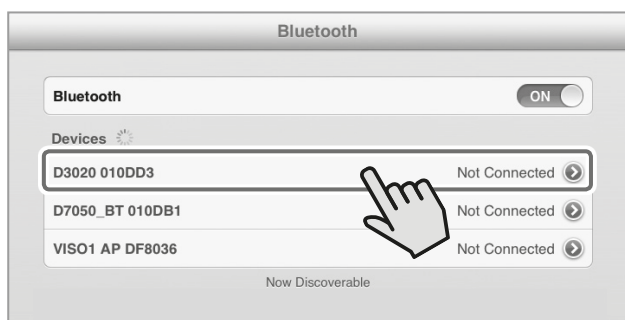 Bluetooth
Bluetooth ON
Devices
D3020 010DD3 Not Connected
D7050_BT 010DB1 Not Connected
VISO1 AP DF8036 Not Connected
Now Discoverable